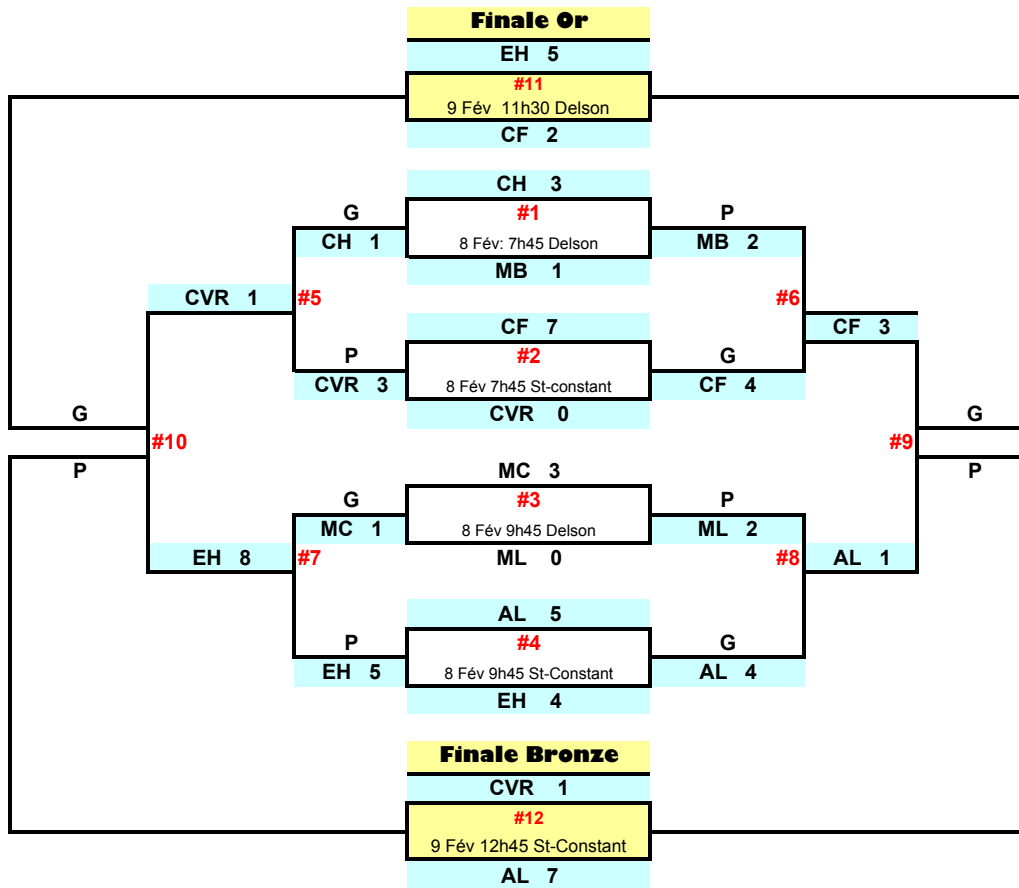 Finale Or
EH 5
#11
9 Fév 11h30 Delson
CF 2
CH 3
G #1 P
CH 1 8 Fév: 7h45 Delson MB 2
MB 1
CVR 1 #5 #6
CF 7 CF 3
P #2 G
CVR 3 8 Fév 7h45 St-constant CF 4
CVR 0
G G
#10 #9
P P
MC 3
G #3 P
MC 1 8 Fév 9h45 Delson ML 2
EH 8 #7 ML 0 #8 AL 1
AL 5
P #4 G
EH 5 8 Fév 9h45 St-Constant AL 4
EH 4
Finale Bronze
CVR 1
#12
9 Fév 12h45 St-Constant
AL 7